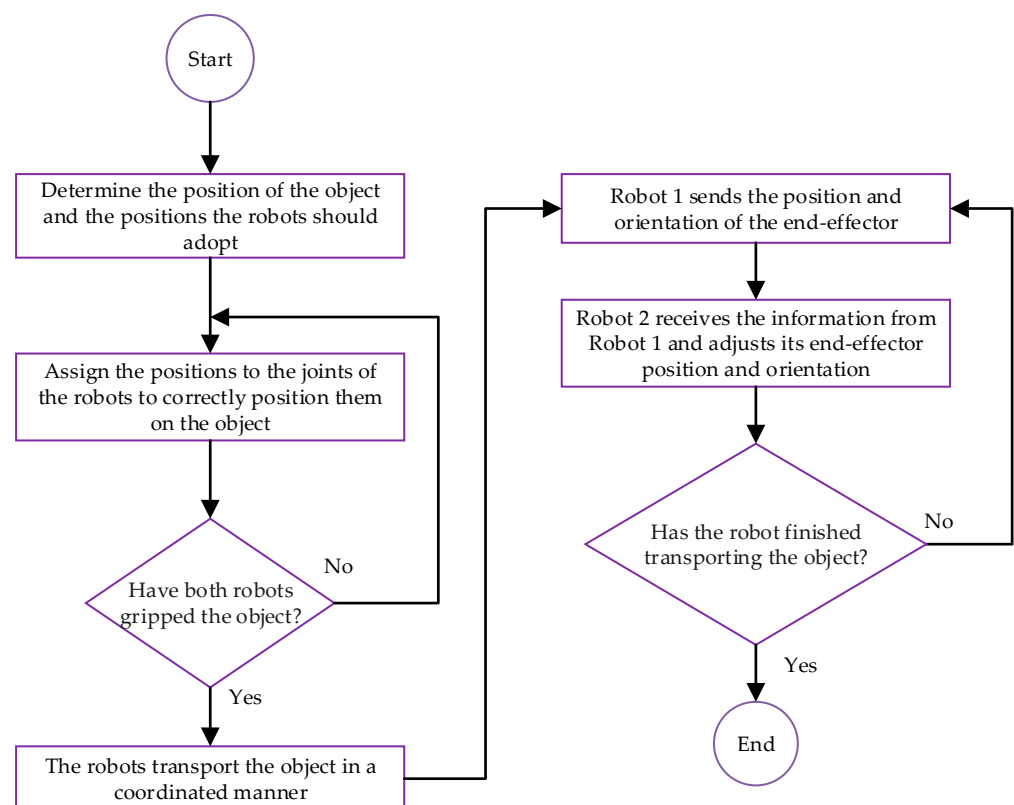 Start
Determine the position of the object
and the positions the robots should
adopt
Assign the positions to the joints of
the robots to correctly position them
on the object
No
Have both robots
gripped the object?
Yes
The robots transport the object in a
coordinated manner
Robot 1 sends the position and
orientation of the end-effector
Robot 2 receives the information from
Robot 1 and adjusts its end-effector
position and orientation
No
Has the robot finished
transporting the object?
Yes
End